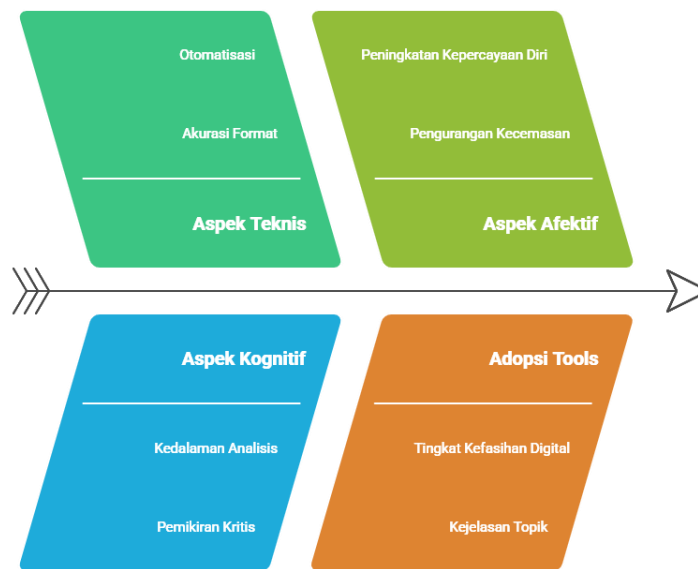 Otomatisasi
Akurasi Format
Aspek Teknis
Peningkatan Kepercayaan Diri
Pengurangan Kecemasan
Aspek Afektif
Aspek Kognitif
Kedalaman Analisis
Pemikiran Kritis
Adopsi Tools
Tingkat Kefasihan Digital
Kejelasan Topik